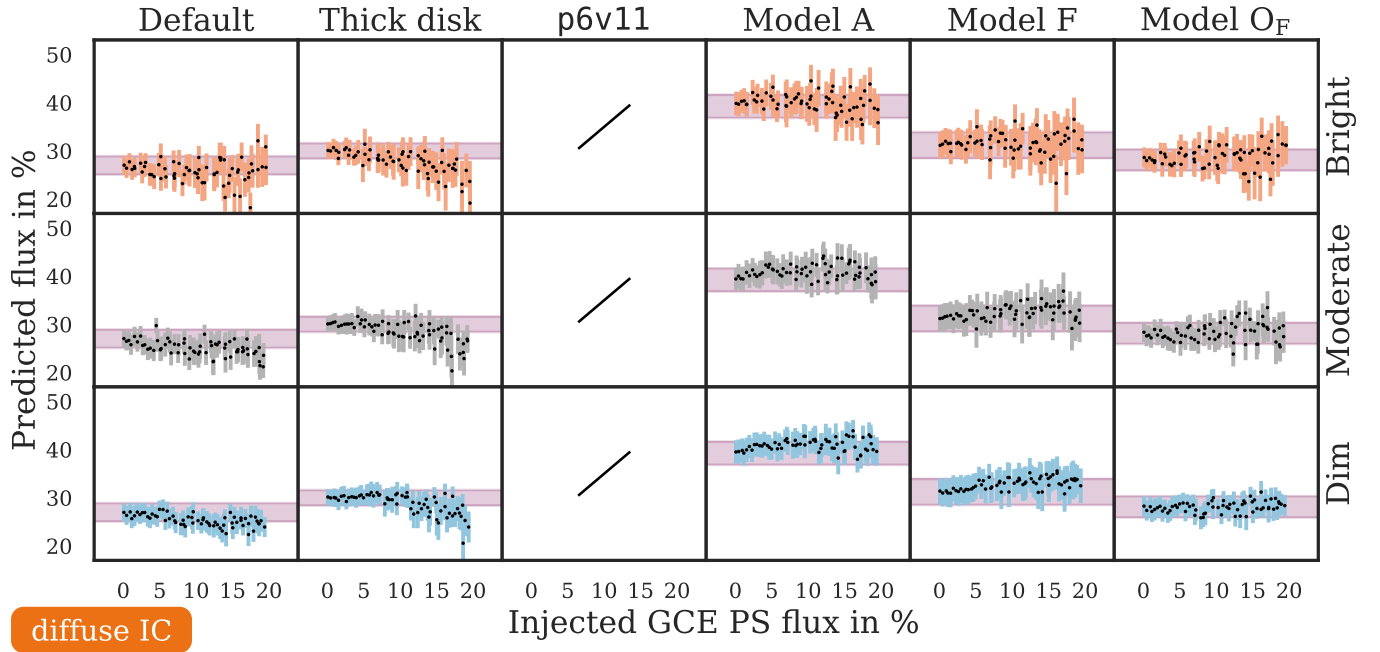 Default Thick disk p6v11 Model A Model F Model O_F
50
40
30
20
Bright
50
40
30
20
Moderate
50
40
30
20
Dim
Predicted flux in %
0 5 10 15 20 0 5 10 15 20 0 5 10 15 20 0 5 10 15 20 0 5 10 15 20 0 5 10 15 20
Injected GCE PS flux in %
diffuse IC